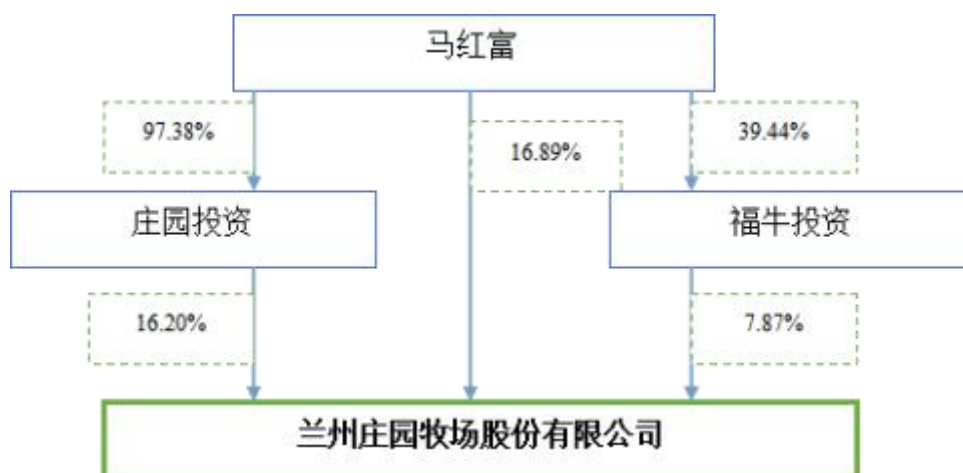 马红富
97.38%
16.89%
39.44%
庄园投资
福牛投资
16.20%
7.87%
兰州庄园牧场股份有限公司